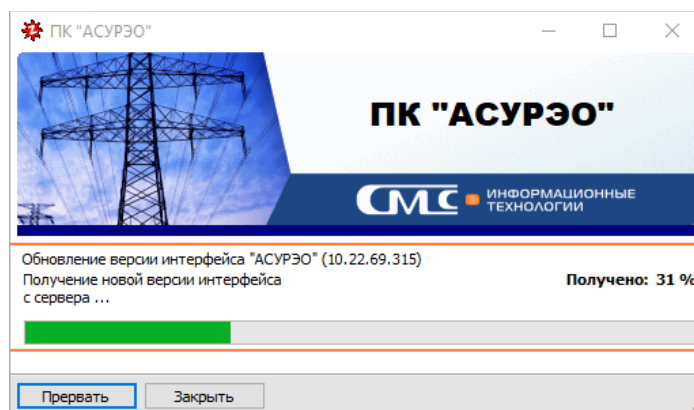 ПК "АСУРЭО"
ПК "АСУРЭО"
СМС ИНФОРМАЦИОННЫЕ
ТЕХНОЛОГИИ
Обновление версии интерфейса "АСУРЭО" (10.22.69.315)
Получение новой версии интерфейса
с сервера ...
Получено: 31 %
Прервать Закрыть